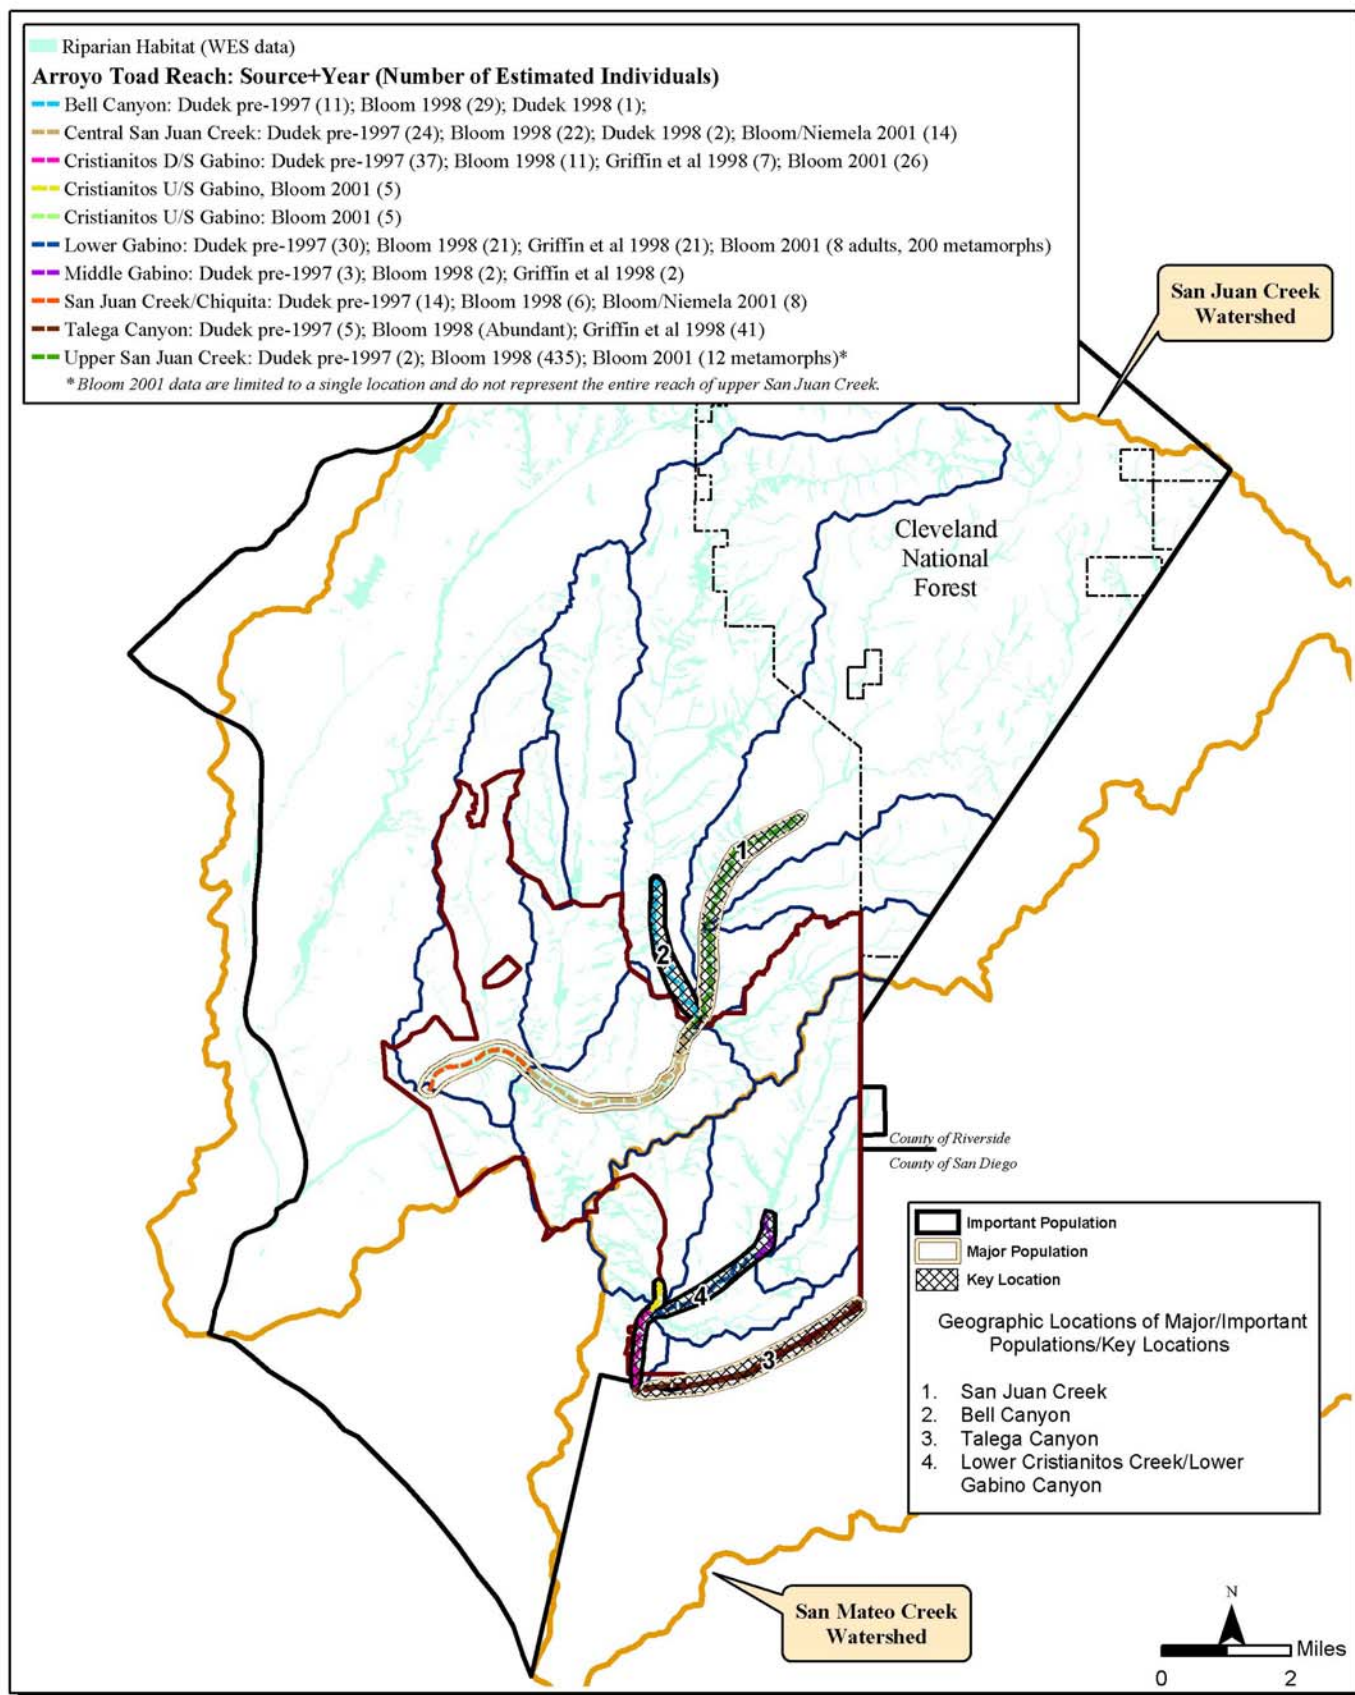 Riparian Habitat (WES data)
Arroyo Toad Reach: Source+Year (Number of Estimated Individuals)
Bell Canyon: Dudek pre-1997 (11); Bloom 1998 (29); Dudek 1998 (1);
Central San Juan Creek: Dudek pre-1997 (24); Bloom 1998 (22); Dudek 1998 (2); Bloom/Niemela 2001 (14)
Cristianitos D/S Gabino: Dudek pre-1997 (37); Bloom 1998 (11); Griffin et al 1998 (7); Bloom 2001 (26)
Cristianitos U/S Gabino, Bloom 2001 (5)
Cristianitos U/S Gabino: Bloom 2001 (5)
Lower Gabino: Dudek pre-1997 (30); Bloom 1998 (21); Griffin et al 1998 (21); Bloom 2001 (8 adults, 200 metamorphs)
Middle Gabino: Dudek pre-1997 (3); Bloom 1998 (2); Griffin et al 1998 (2)
San Juan Creek/Chiquita: Dudek pre-1997 (14); Bloom 1998 (6); Bloom/Niemela 2001 (8)
Talega Canyon: Dudek pre-1997 (5); Bloom 1998 (Abundant); Griffin et al 1998 (41)
Upper San Juan Creek: Dudek pre-1997 (2); Bloom 1998 (435); Bloom 2001 (12 metamorphs)*
* Bloom 2001 data are limited to a single location and do not represent the entire reach of upper San Juan Creek.
San Juan Creek
Watershed
Cleveland
National
Forest
1
2
County of Riverside
County of San Diego
4
3
Important Population
Major Population
Key Location
Geographic Locations of Major/Important
Populations/Key Locations
1. San Juan Creek
2. Bell Canyon
3. Talega Canyon
4. Lower Cristianitos Creek/Lower
Gabino Canyon
San Mateo Creek
Watershed
N
Miles
0 2